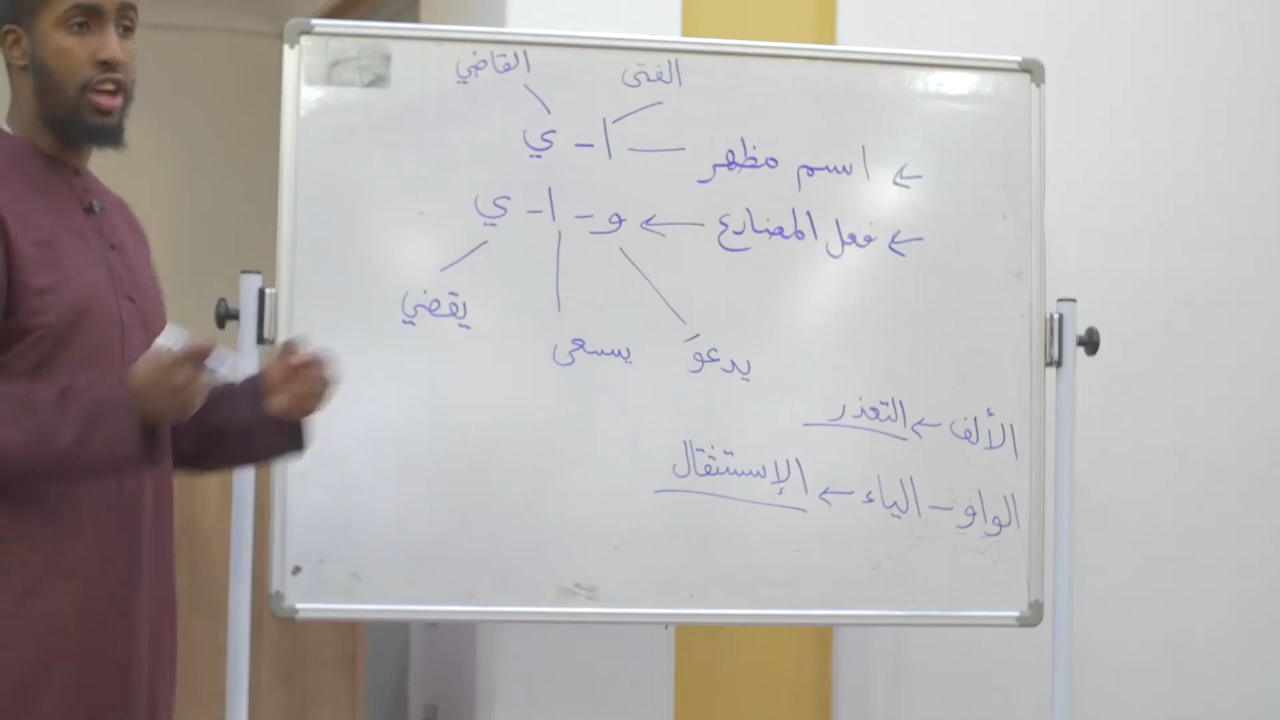 الفتى القاضي
← اسم مظهر — ا - ي
← فعل المضارع ← و - ا - ي
يقضي
يدعوَ يسعى
الألف ← التعذر
الواو - الياء ← الإستثقال